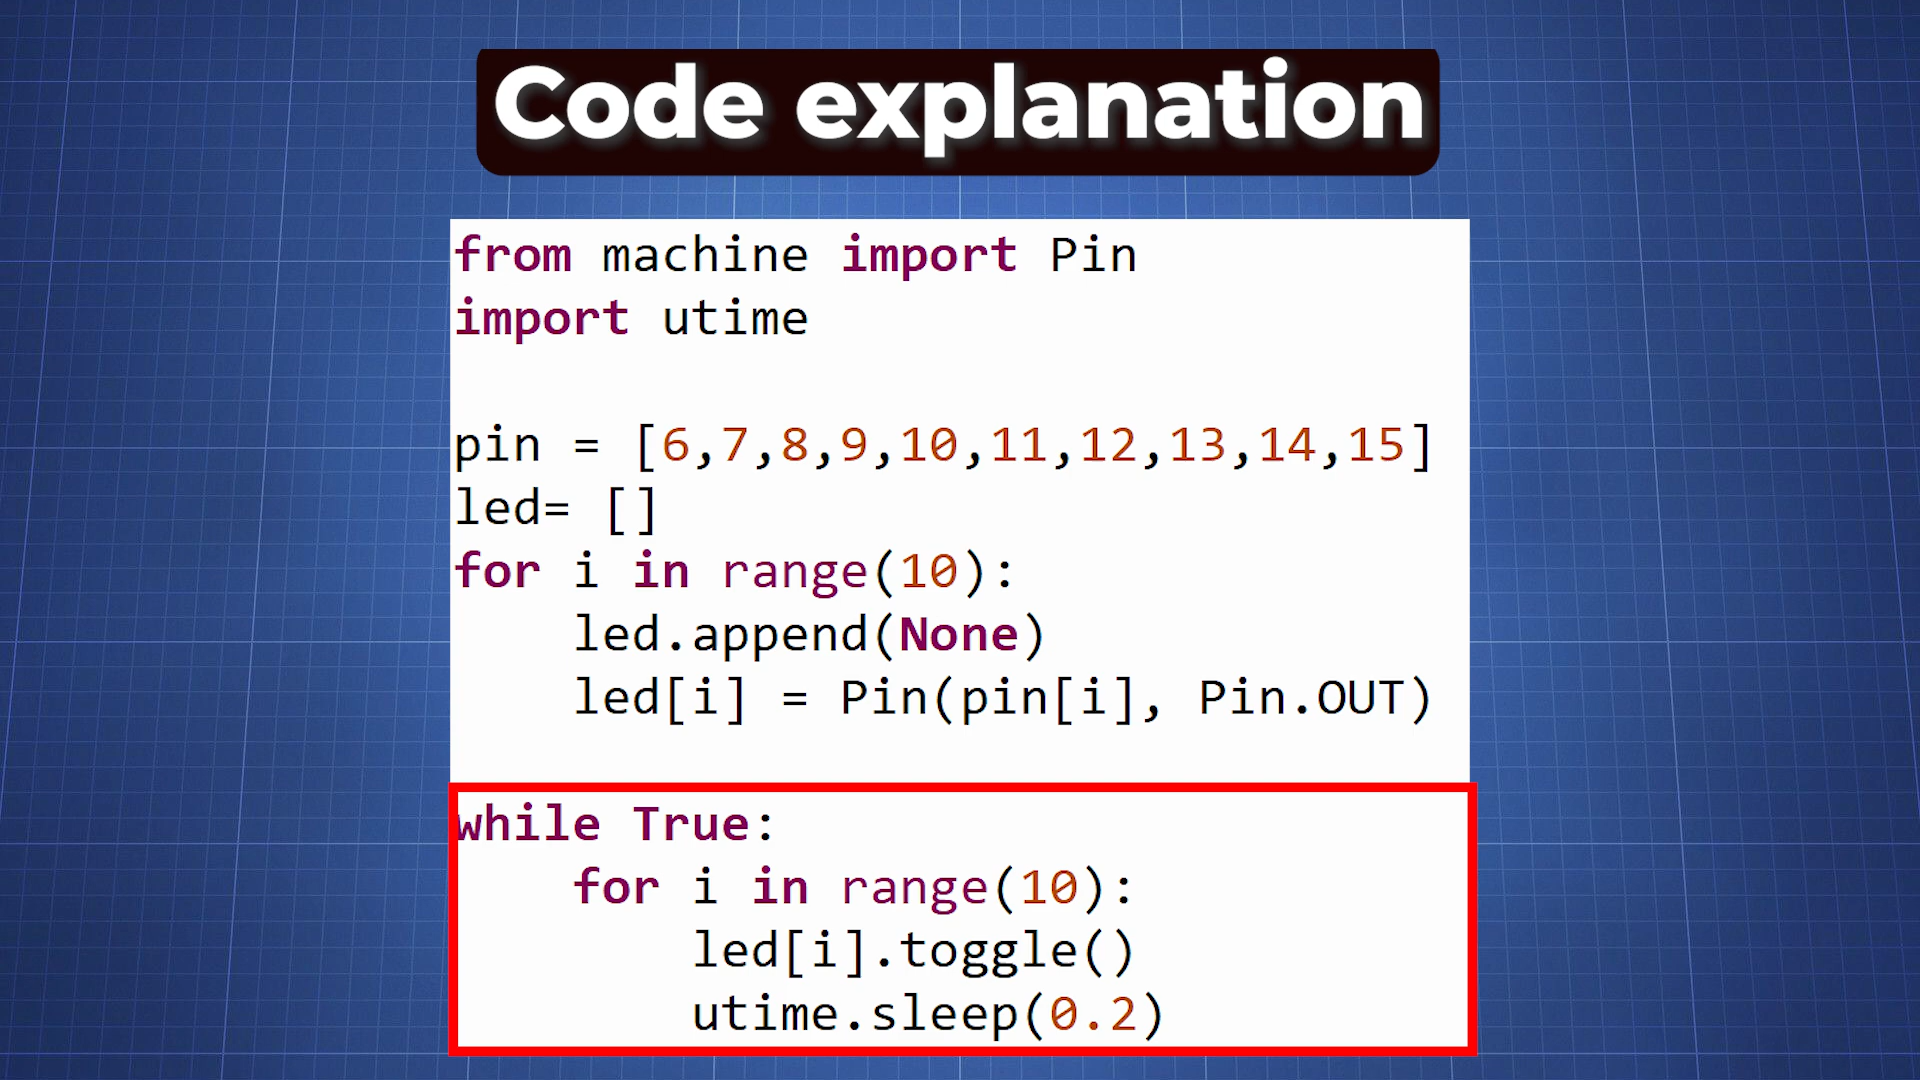 Code explanation
from machine import Pin
import utime
pin = [6,7,8,9,10,11,12,13,14,15]
led= []
for i in range(10):
    led.append(None)
    led[i] = Pin(pin[i], Pin.OUT)
while True:
    for i in range(10):
        led[i].toggle()
        utime.sleep(0.2)